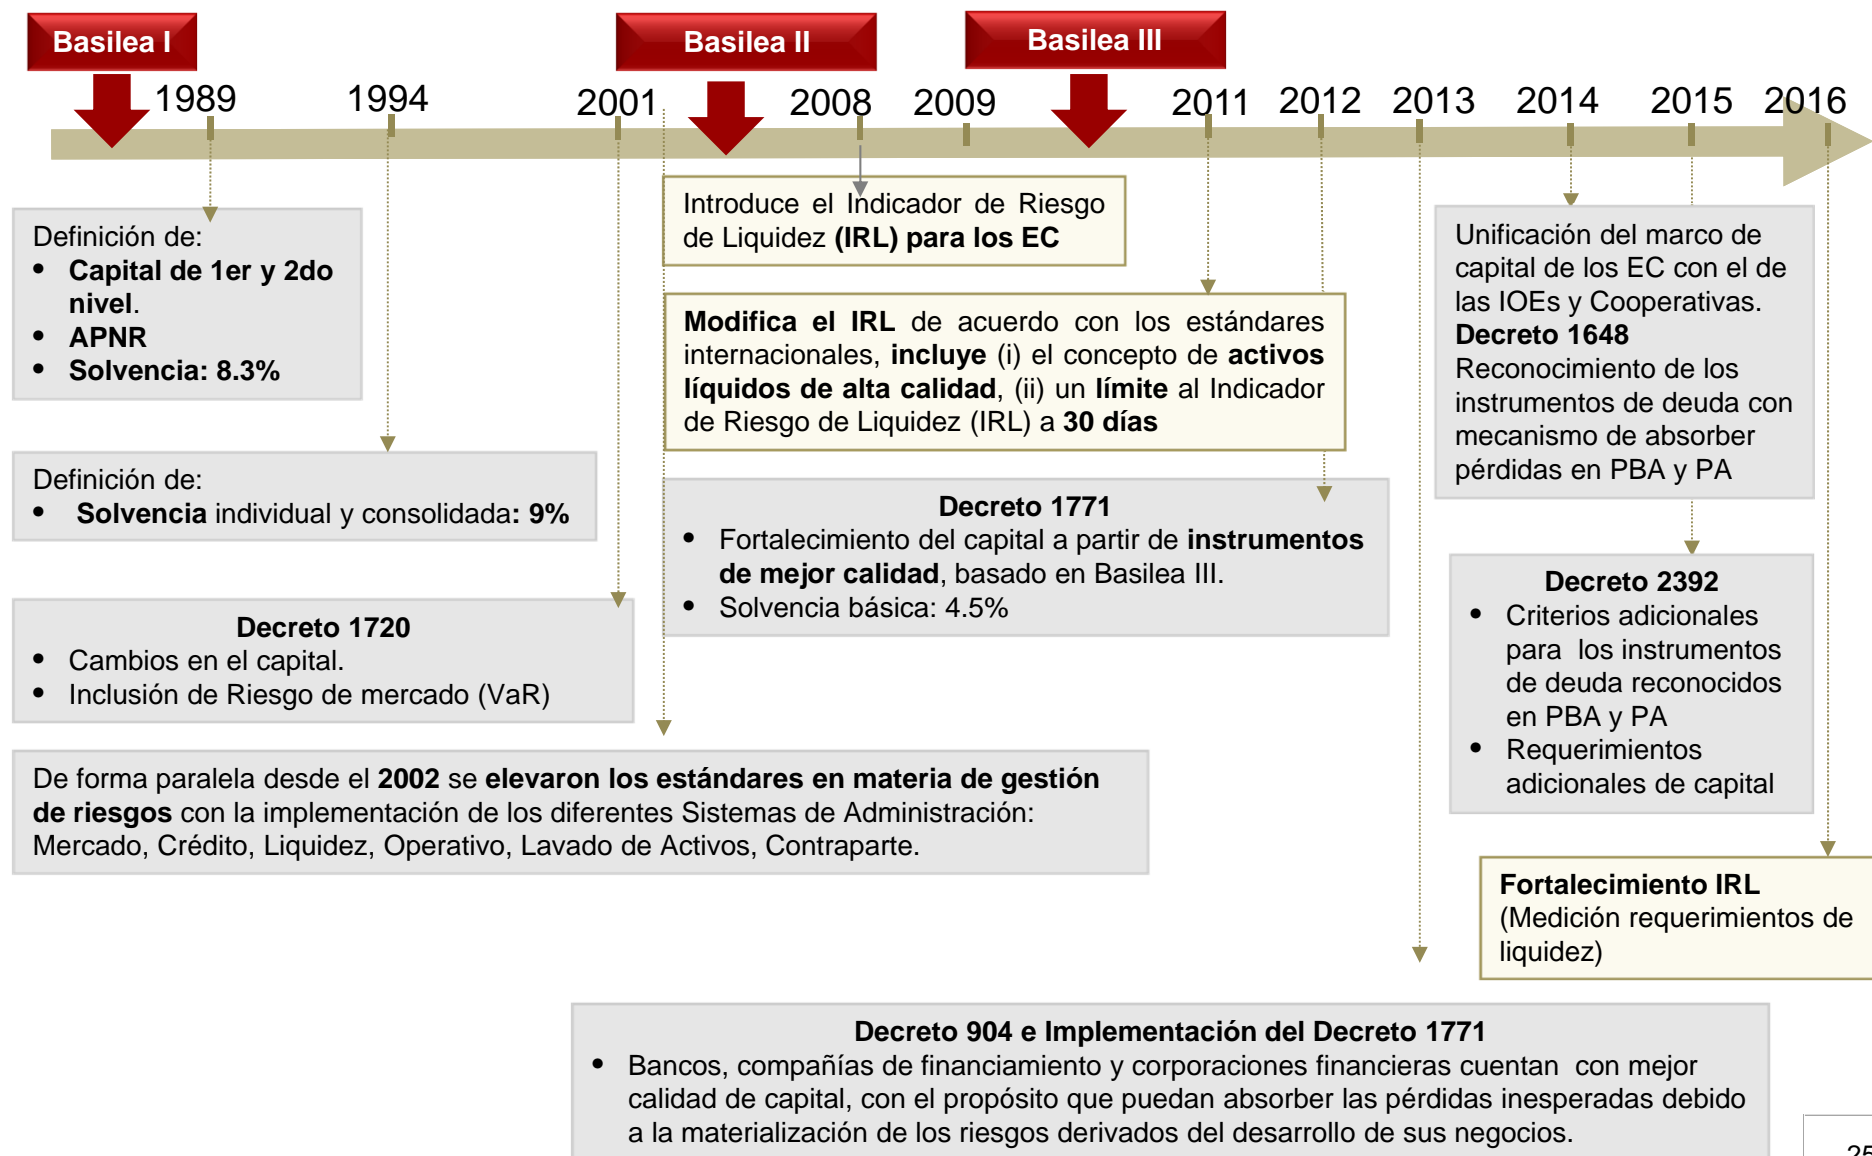 Basilea I
Basilea II
Basilea III
1989
1994
2001
2008
2009
2011
2012
2013
2014
2015
2016
Definición de:
• Capital de 1er y 2do
nivel.
• APNR
• Solvencia: 8.3%
Definición de:
• Solvencia individual y consolidada: 9%
Decreto 1720
• Cambios en el capital.
• Inclusión de Riesgo de mercado (VaR)
De forma paralela desde el 2002 se elevaron los estándares en materia de gestión
de riesgos con la implementación de los diferentes Sistemas de Administración:
Mercado, Crédito, Liquidez, Operativo, Lavado de Activos, Contraparte.
Introduce el Indicador de Riesgo
de Liquidez (IRL) para los EC
Modifica el IRL de acuerdo con los estándares
internacionales, incluye (i) el concepto de activos
líquidos de alta calidad, (ii) un límite al Indicador
de Riesgo de Liquidez (IRL) a 30 días
Decreto 1771
• Fortalecimiento del capital a partir de instrumentos
de mejor calidad, basado en Basilea III.
• Solvencia básica: 4.5%
Unificación del marco de
capital de los EC con el de
las IOEs y Cooperativas.
Decreto 1648
Reconocimiento de los
instrumentos de deuda con
mecanismo de absorber
pérdidas en PBA y PA
Decreto 2392
• Criterios adicionales
para los instrumentos
de deuda reconocidos
en PBA y PA
• Requerimientos
adicionales de capital
Fortalecimiento IRL
(Medición requerimientos de
liquidez)
Decreto 904 e Implementación del Decreto 1771
• Bancos, compañías de financiamiento y corporaciones financieras cuentan con mejor
calidad de capital, con el propósito que puedan absorber las pérdidas inesperadas debido
a la materialización de los riesgos derivados del desarrollo de sus negocios.
25